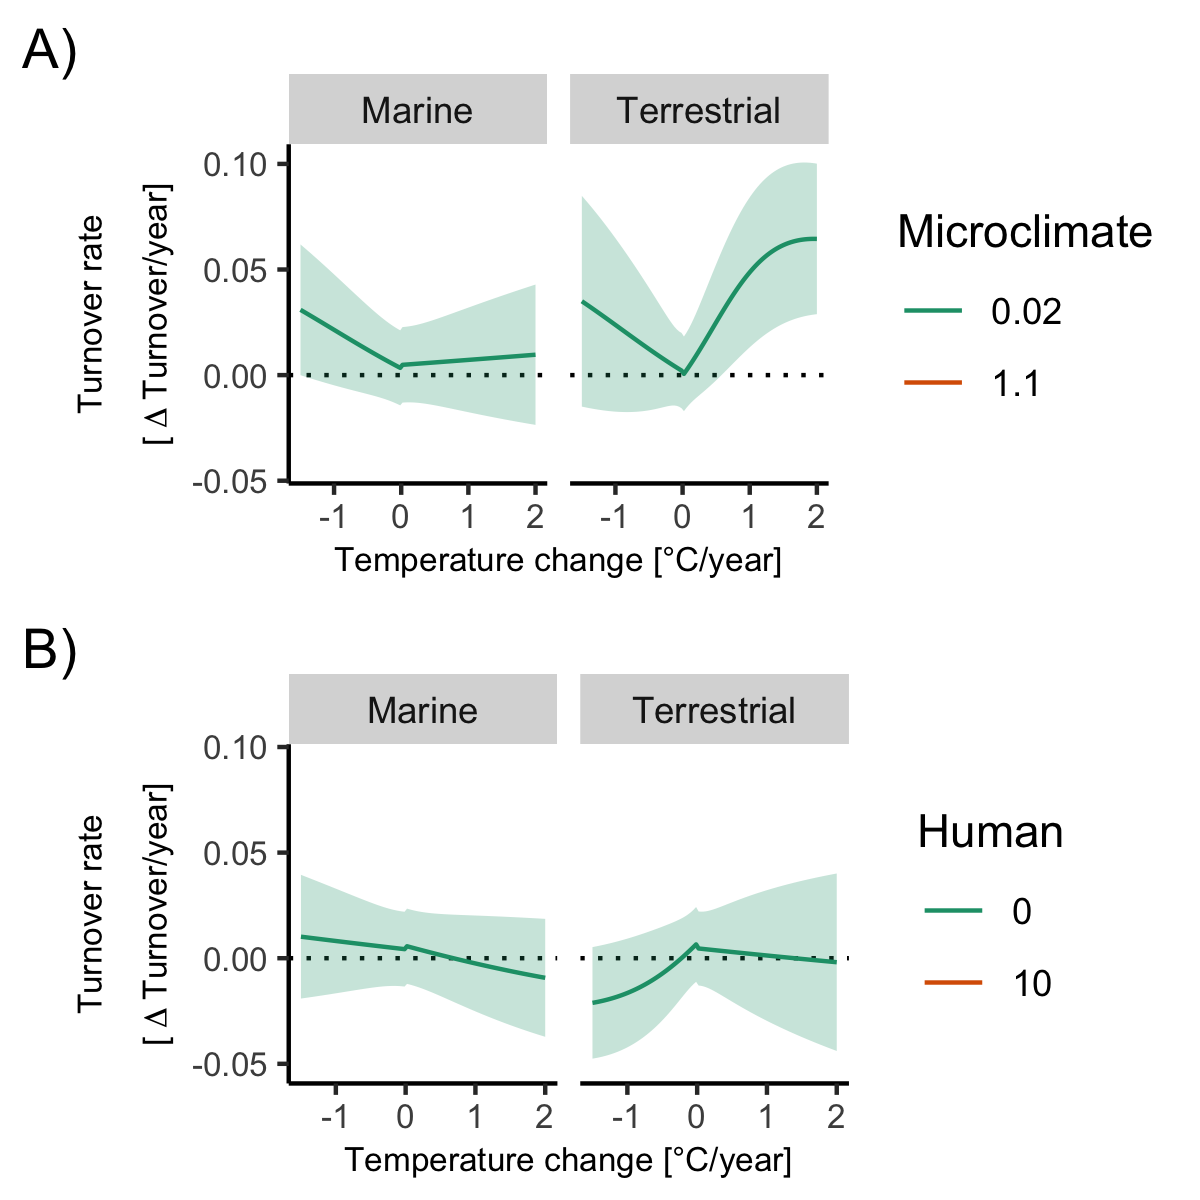 A)
Marine Terrestrial
0.10
0.05
0.00
-0.05
Turnover rate
[ Δ Turnover/year]
-1 0 1 2 -1 0 1 2
Temperature change [°C/year]
Microclimate
0.02
1.1
B)
Marine Terrestrial
0.10
0.05
0.00
-0.05
Turnover rate
[ Δ Turnover/year]
-1 0 1 2 -1 0 1 2
Temperature change [°C/year]
Human
0
10